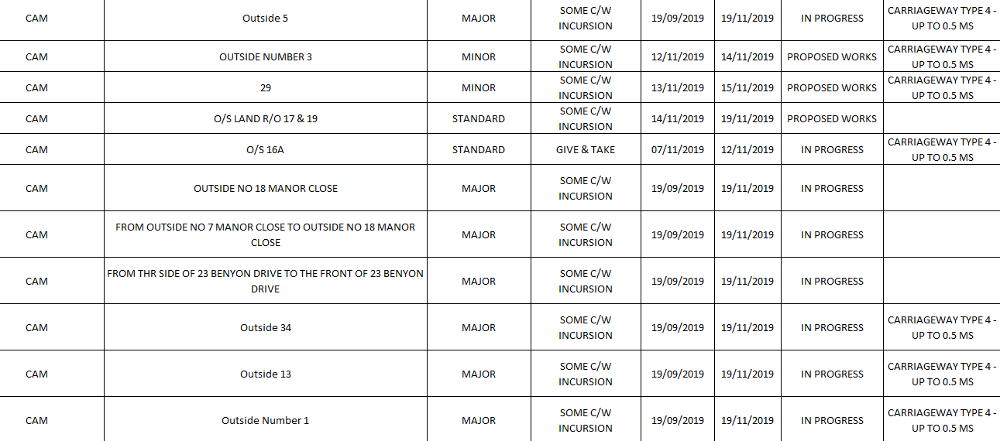 CAM Outside 5 MAJOR SOME C/W INCURSION 19/09/2019 19/11/2019 IN PROGRESS CARRIAGEWAY TYPE 4 - UP TO 0.5 MS
CAM OUTSIDE NUMBER 3 MINOR SOME C/W INCURSION 12/11/2019 14/11/2019 PROPOSED WORKS CARRIAGEWAY TYPE 4 - UP TO 0.5 MS
CAM 29 MINOR SOME C/W INCURSION 13/11/2019 15/11/2019 PROPOSED WORKS CARRIAGEWAY TYPE 4 - UP TO 0.5 MS
CAM O/S LAND R/O 17 & 19 STANDARD SOME C/W INCURSION 14/11/2019 19/11/2019 PROPOSED WORKS
CAM O/S 16A STANDARD GIVE & TAKE 07/11/2019 12/11/2019 IN PROGRESS CARRIAGEWAY TYPE 4 - UP TO 0.5 MS
CAM OUTSIDE NO 18 MANOR CLOSE MAJOR SOME C/W INCURSION 19/09/2019 19/11/2019 IN PROGRESS
CAM FROM OUTSIDE NO 7 MANOR CLOSE TO OUTSIDE NO 18 MANOR CLOSE MAJOR SOME C/W INCURSION 19/09/2019 19/11/2019 IN PROGRESS
CAM FROM THR SIDE OF 23 BENYON DRIVE TO THE FRONT OF 23 BENYON DRIVE MAJOR SOME C/W INCURSION 19/09/2019 19/11/2019 IN PROGRESS
CAM Outside 34 MAJOR SOME C/W INCURSION 19/09/2019 19/11/2019 IN PROGRESS CARRIAGEWAY TYPE 4 - UP TO 0.5 MS
CAM Outside 13 MAJOR SOME C/W INCURSION 19/09/2019 19/11/2019 IN PROGRESS CARRIAGEWAY TYPE 4 - UP TO 0.5 MS
CAM Outside Number 1 MAJOR SOME C/W INCURSION 19/09/2019 19/11/2019 IN PROGRESS CARRIAGEWAY TYPE 4 - UP TO 0.5 MS